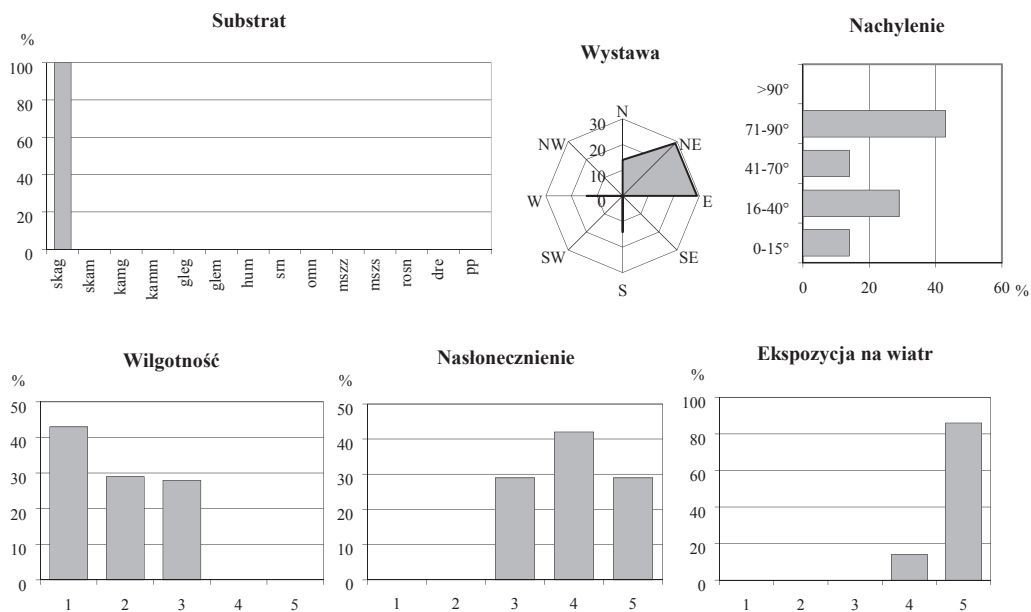 Substrat
%
100
80
60
40
20
0
skag
skam
kamg
kamm
gleg
glem
hum
srn
omn
mszz
mszs
rosn
dre
pp
Wystawa
N
NE
E
SE
S
SW
W
NW
30
20
10
0
Nachylenie
>90°
71-90°
41-70°
16-40°
0-15°
0 20 40 60 %
Wilgotność
%
50
40
30
20
10
0
1 2 3 4 5
Nasłonecznienie
%
50
40
30
20
10
0
1 2 3 4 5
Ekspozycja na wiatr
%
100
80
60
40
20
0
1 2 3 4 5